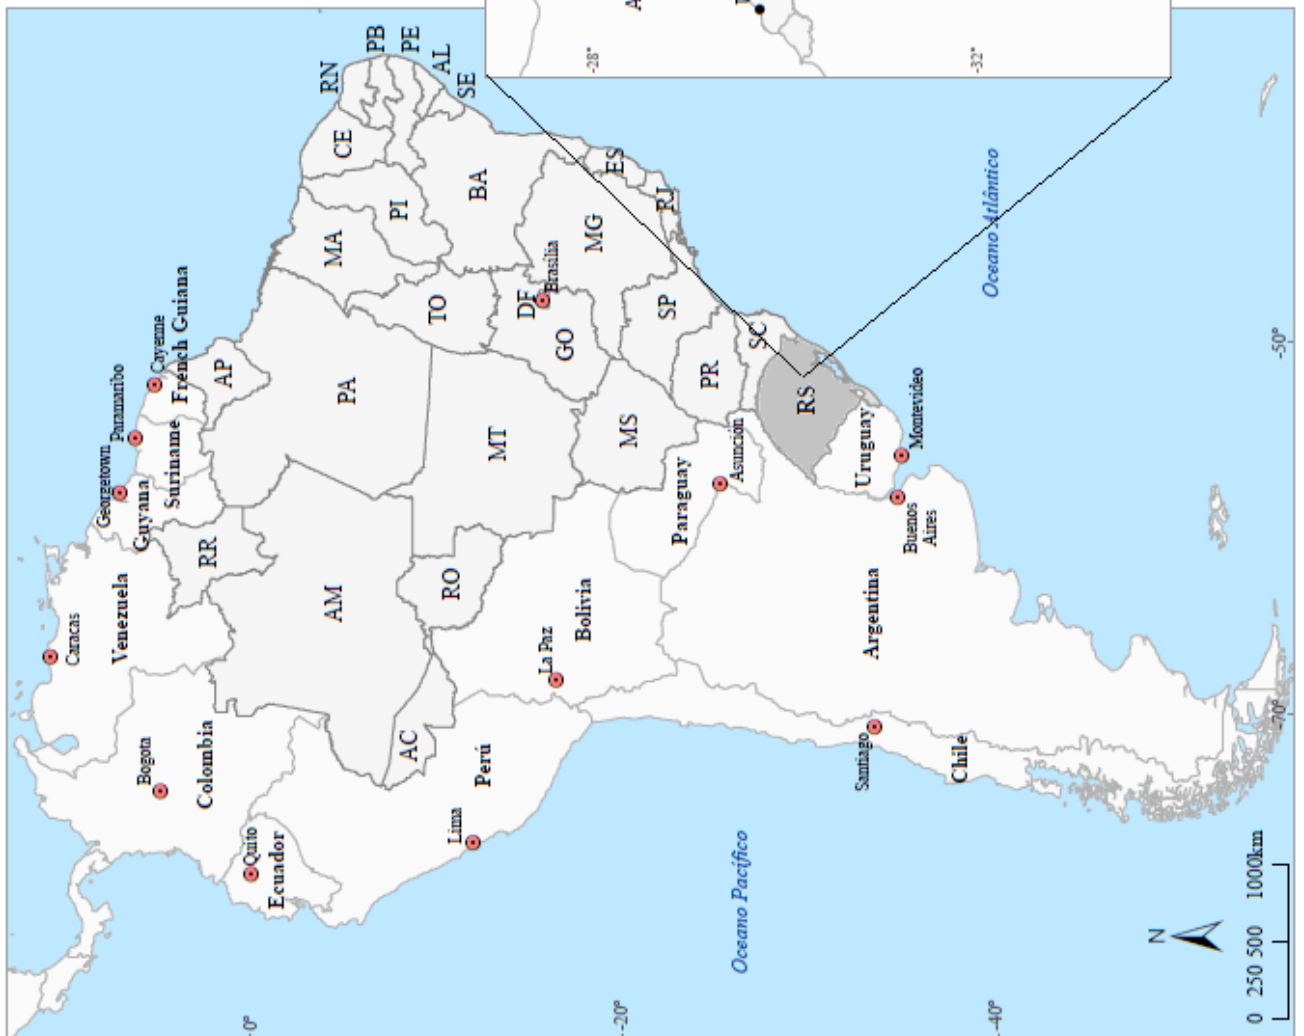 RN
PB
PE
AL
SE
CE
MA
PI
BA
ES
RJ
MG
TO
DF
Brasília
GO
SP
PR
SC
RS
MS
MT
PA
AP
AM
RR
RO
AC
Cayenne
French Guiana
Paramaribo
Suriname
Georgetown
Guyana
Caracas
Venezuela
Bogota
Colombia
Quito
Ecuador
Lima
Perú
La Paz
Bolivia
Paraguay
Asunción
Uruguay
Montevideo
Buenos
Aires
Argentina
Santiago
Chile
Oceano Atlântico
Oceano Pacífico
A
-28°
-32°
-50°
-70°
0°
-20°
-40°
N
0 250 500 1000km